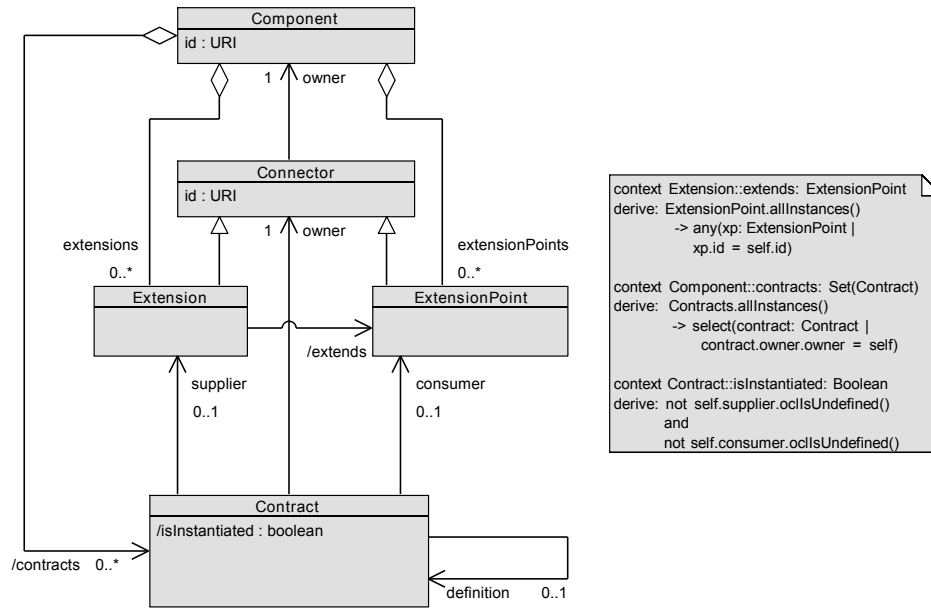 Component
id : URI
1 owner
Connector
id : URI
extensions
1 owner
extensionPoints
0..*
0..*
Extension
ExtensionPoint
/extends
supplier
consumer
0..1
0..1
Contract
/isInstantiated : boolean
/contracts 0..*
definition 0..1
context Extension::extends: ExtensionPoint
derive: ExtensionPoint.allInstances()
-> any(xp: ExtensionPoint |
xp.id = self.id)
context Component::contracts: Set(Contract)
derive: Contracts.allInstances()
-> select(contract: Contract |
contract.owner.owner = self)
context Contract::isInstantiated: Boolean
derive: not self.supplier.oclIsUndefined()
and
not self.consumer.oclIsUndefined()